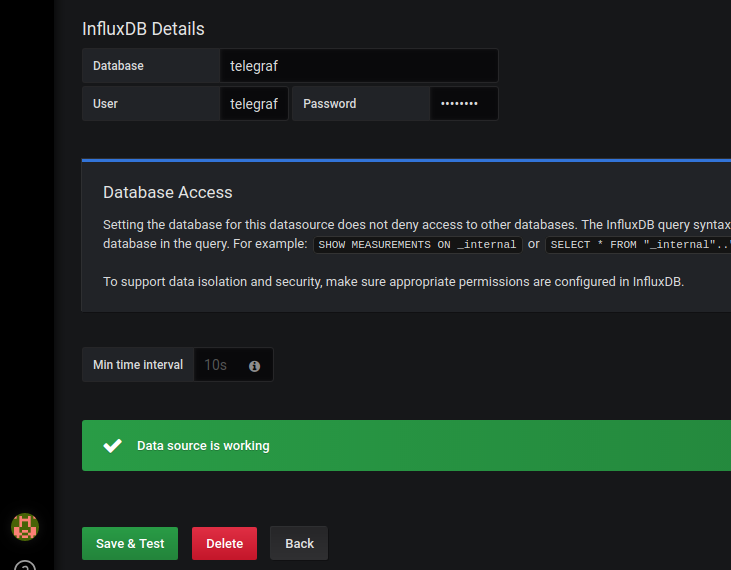 InfluxDB Details
Database telegraf
User telegraf Password ••••••••
Database Access
Setting the database for this datasource does not deny access to other databases. The InfluxDB query syntax
database in the query. For example: SHOW MEASUREMENTS ON _internal or SELECT * FROM "_internal"..
To support data isolation and security, make sure appropriate permissions are configured in InfluxDB.
Min time interval 10s
Data source is working
Save & Test Delete Back